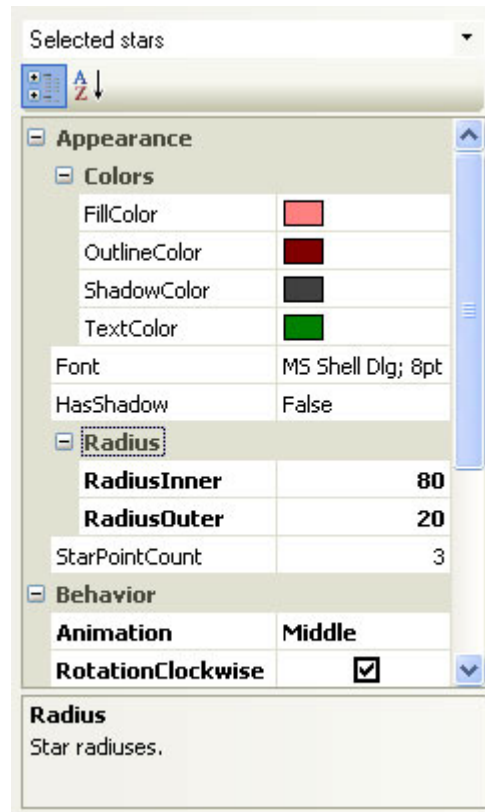 Selected stars
A Z
Appearance
Colors
FillColor
OutlineColor
ShadowColor
TextColor
Font MS Shell Dlg; 8pt
HasShadow False
Radius
RadiusInner 80
RadiusOuter 20
StarPointCount 3
Behavior
Animation Middle
RotationClockwise
Radius
Star radiuses.